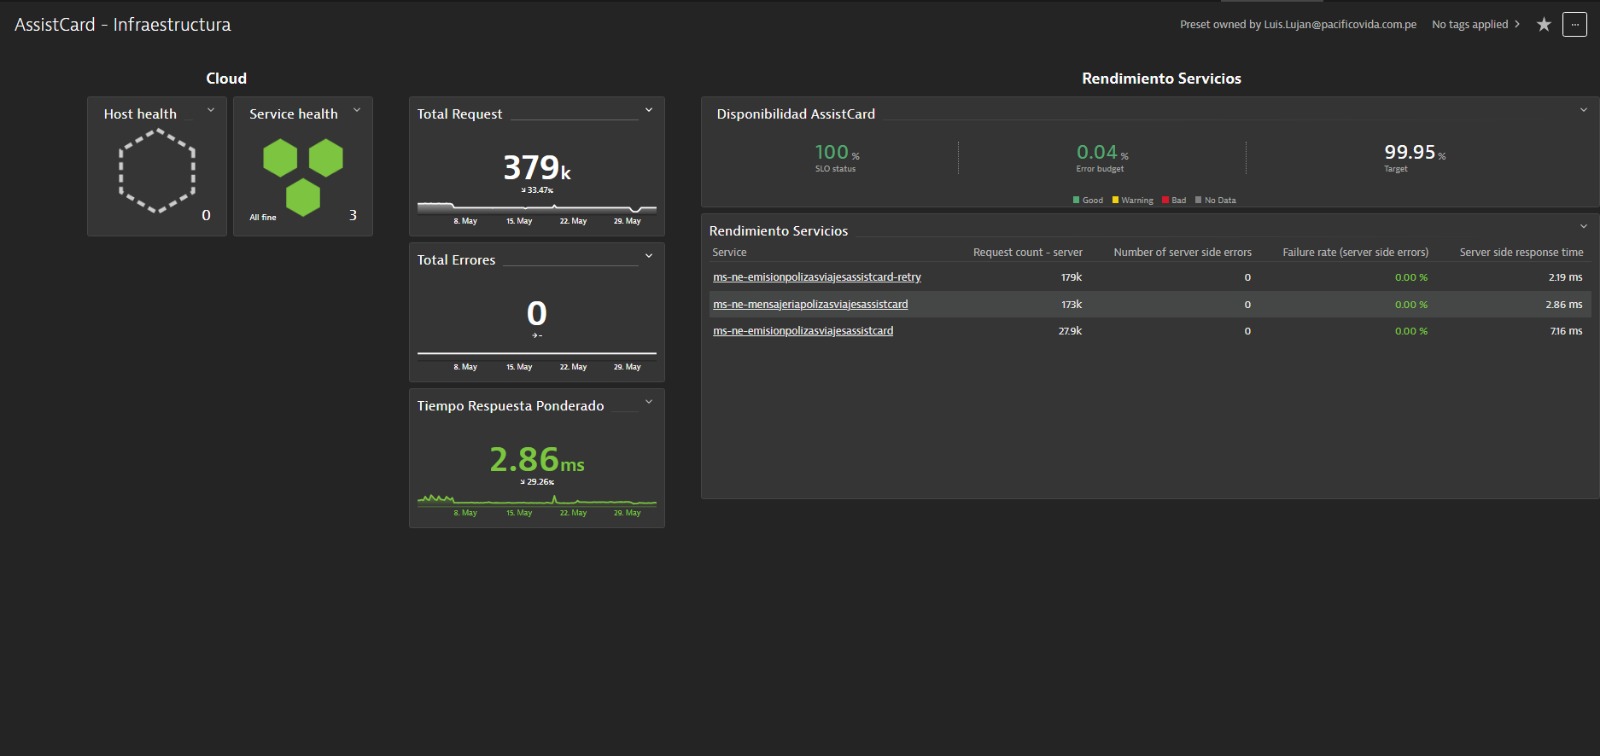 AssistCard - Infraestructura
Preset owned by Luis.Lujan@pacificovida.com.pe No tags applied
Cloud
Host health
0
Service health
All fine 3
Total Request
379k
33.47%
8. May 15. May 22. May 29. May
Total Errores
0
-
8. May 15. May 22. May 29. May
Tiempo Respuesta Ponderado
2.86ms
29.26%
8. May 15. May 22. May 29. May
Rendimiento Servicios
Disponibilidad AssistCard
100 % 0.04 % 99.95 %
SLO status Error budget Target
Good Warning Bad No Data
Rendimiento Servicios
Service Request count - server Number of server side errors Failure rate (server side errors) Server side response time
ms-ne-emisionpolizasviajesassistcard-retry 179k 0 0.00 % 2.19 ms
ms-ne-mensajeriapolizasviajesassistcard 173k 0 0.00 % 2.86 ms
ms-ne-emisionpolizasviajesassistcard 27.9k 0 0.00 % 7.16 ms